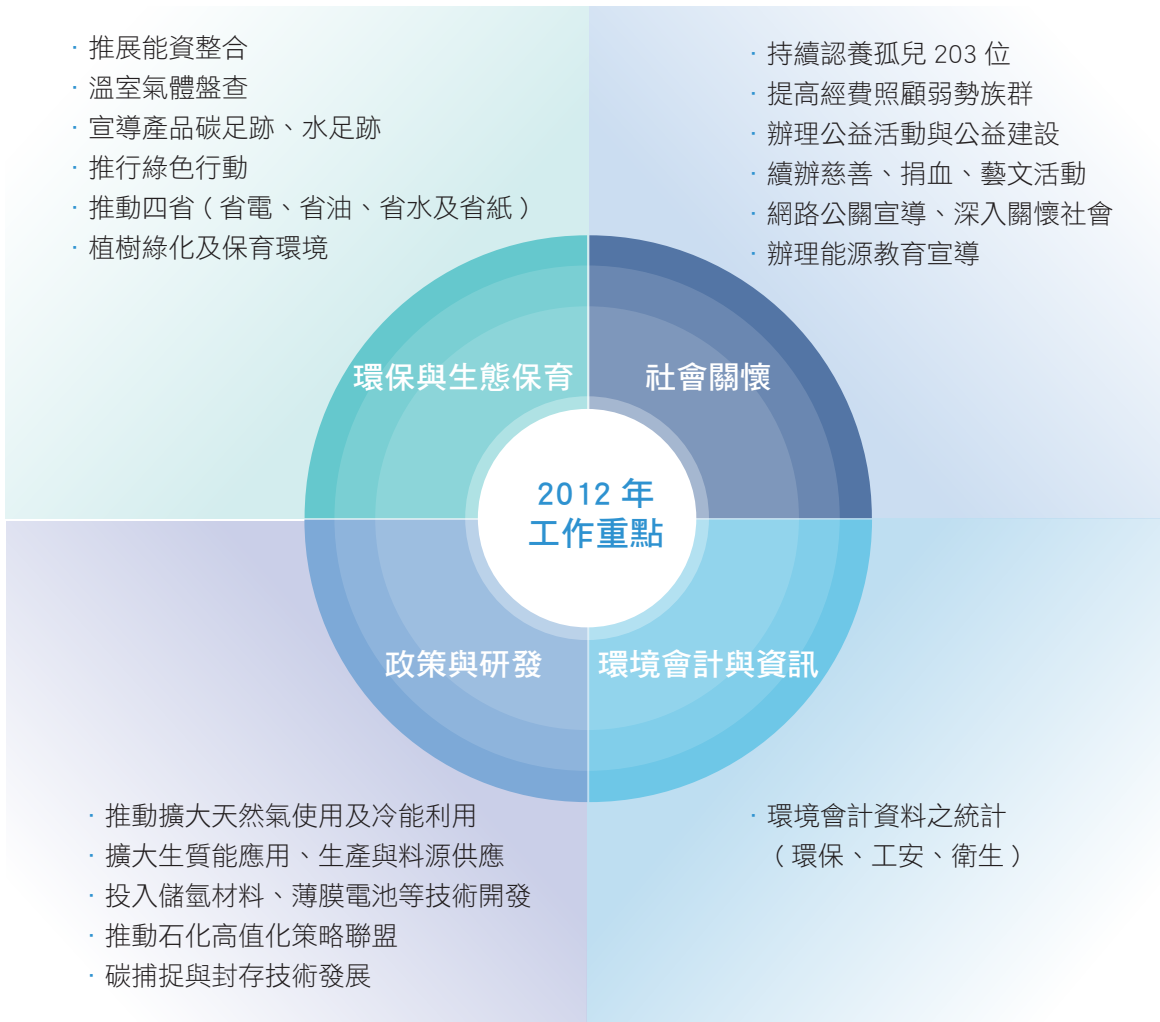 · 推展能資整合
· 溫室氣體盤查
· 宣導產品碳足跡、水足跡
· 推行綠色行動
· 推動四省 ( 省電、省油、省水及省紙 )
· 植樹綠化及保育環境
· 持續認養孤兒 203 位
· 提高經費照顧弱勢族群
· 辦理公益活動與公益建設
· 續辦慈善、捐血、藝文活動
· 網路公關宣導、深入關懷社會
· 辦理能源教育宣導
環保與生態保育
社會關懷
2012 年
工作重點
政策與研發
環境會計與資訊
· 推動擴大天然氣使用及冷能利用
· 擴大生質能應用、生產與料源供應
· 投入儲氫材料、薄膜電池等技術開發
· 推動石化高值化策略聯盟
· 碳捕捉與封存技術發展
· 環境會計資料之統計
( 環保、工安、衛生 )